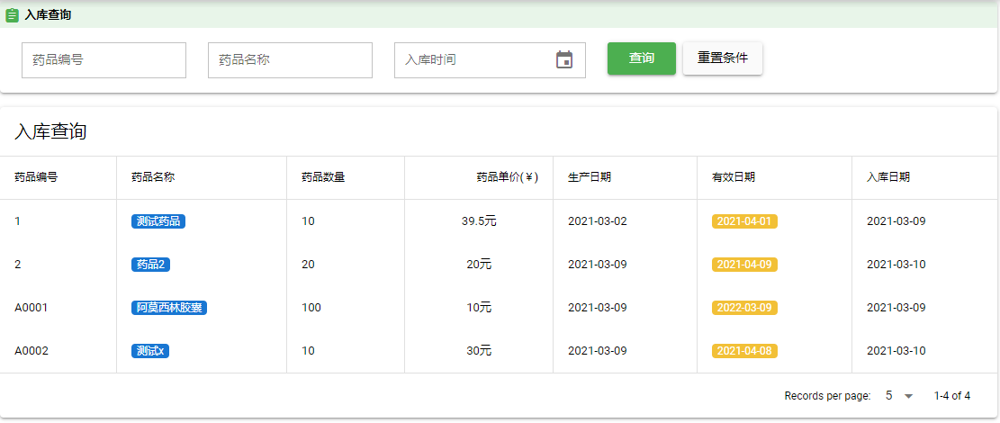 入库查询
药品编号 药品名称 入库时间 查询 重置条件
入库查询
药品编号 药品名称 药品数量 药品单价(￥) 生产日期 有效日期 入库日期
1 测试药品 10 39.5元 2021-03-02 2021-04-01 2021-03-09
2 药品2 20 20元 2021-03-09 2021-04-09 2021-03-10
A0001 阿莫西林胶囊 100 10元 2021-03-09 2022-03-09 2021-03-09
A0002 测试x 10 30元 2021-03-09 2021-04-08 2021-03-10
Records per page: 5 1-4 of 4